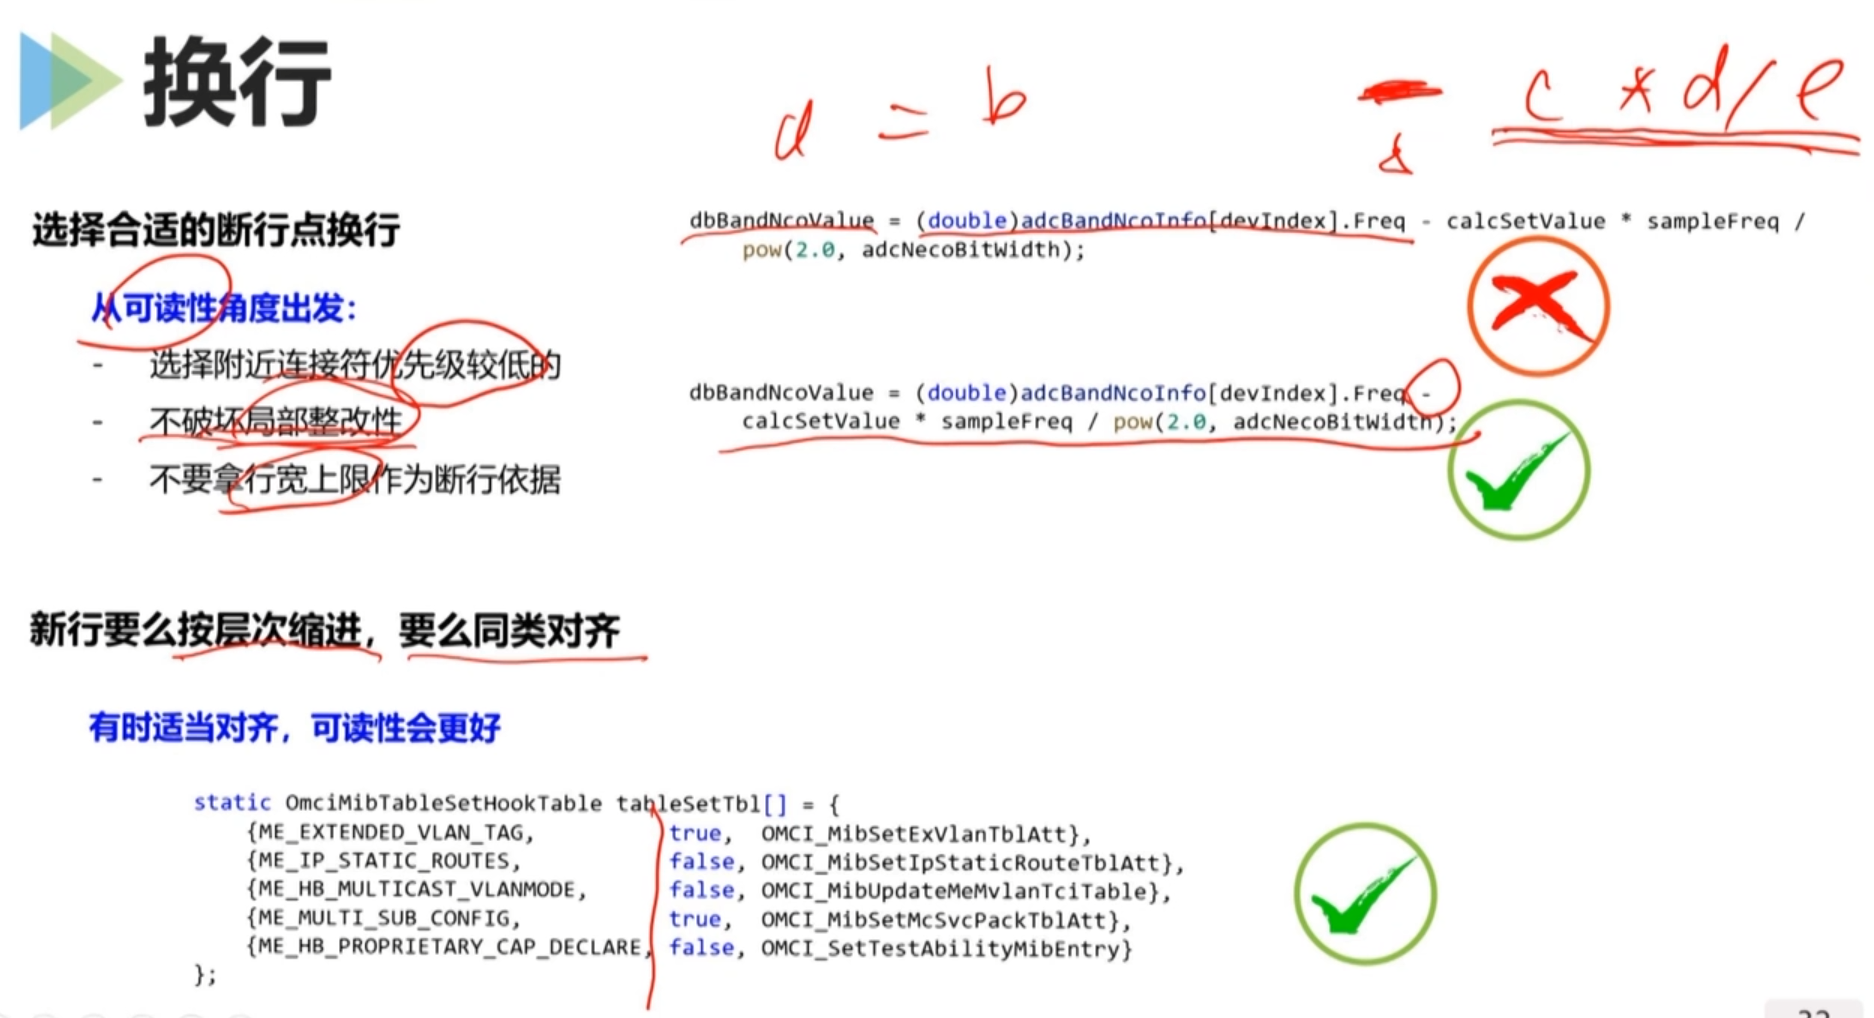 换行
d = b - c * d / e
选择合适的断行点换行
从可读性角度出发：
- 选择附近连接符优先级较低的
- 不破坏局部整改性
- 不要拿行宽上限作为断行依据
dbBandNcoValue = (double)adcBandNcoInfo[devIndex].Freq - calcSetValue * sampleFreq /
pow(2.0, adcNecoBitWidth);
dbBandNcoValue = (double)adcBandNcoInfo[devIndex].Freq -
calcSetValue * sampleFreq / pow(2.0, adcNecoBitWidth);
新行要么按层次缩进，要么同类对齐
有时适当对齐，可读性会更好
static OmciMibTableSetHookTable tableSetTbl[] = {
{ME_EXTENDED_VLAN_TAG, true, OMCI_MibSetExVlanTblAtt},
{ME_IP_STATIC_ROUTES, false, OMCI_MibSetIpStaticRouteTblAtt},
{ME_HB_MULTICAST_VLANMODE, false, OMCI_MibUpdateMeMvlanTciTable},
{ME_MULTI_SUB_CONFIG, true, OMCI_MibSetMcSvcPackTblAtt},
{ME_HB_PROPRIETARY_CAP_DECLARE, false, OMCI_SetTestAbilityMibEntry}
};